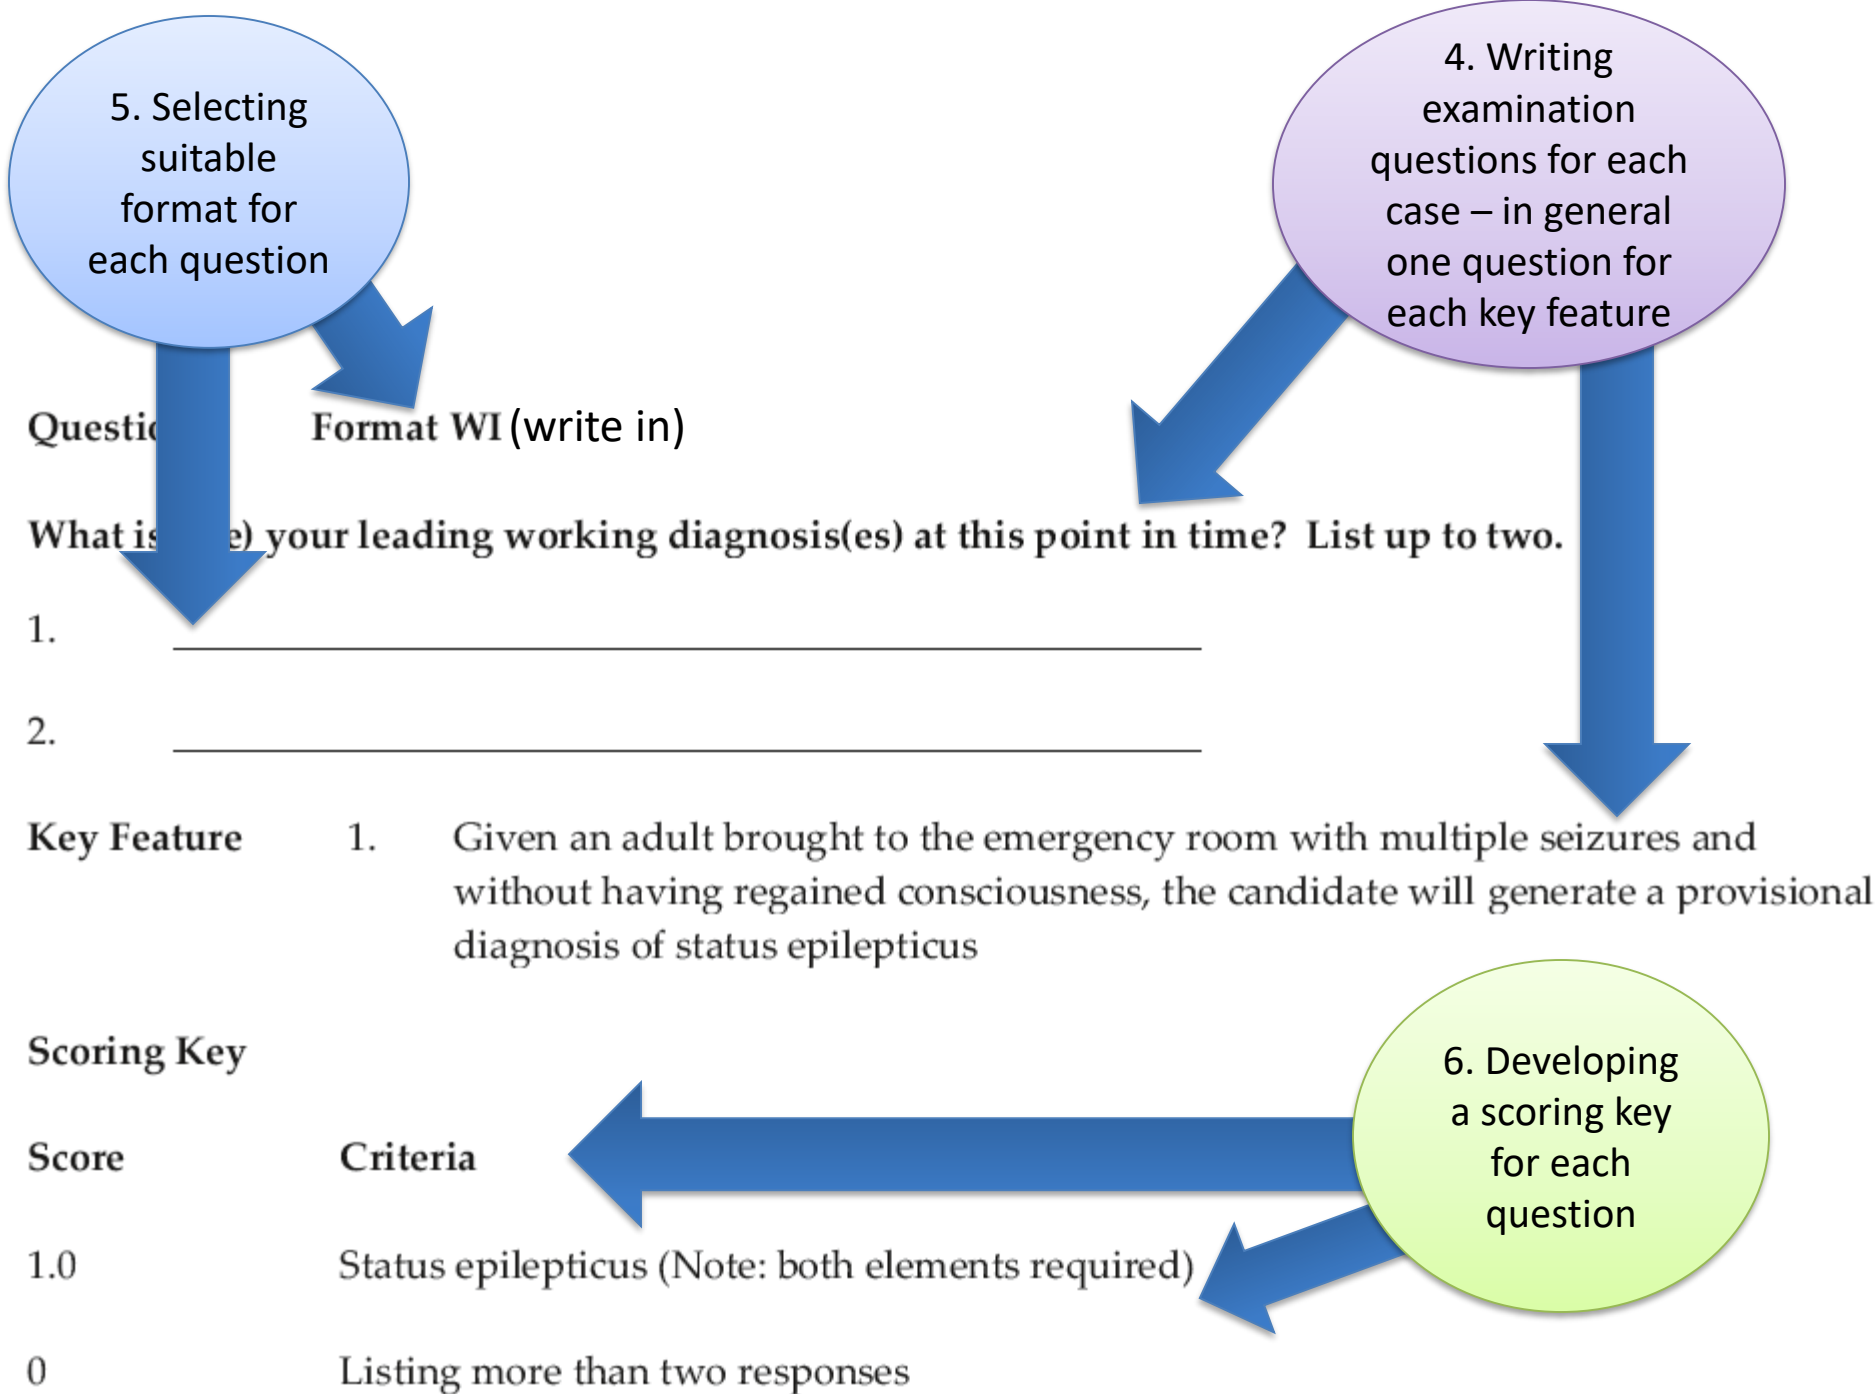 5. Selecting
suitable
format for
each question
4. Writing
examination
questions for each
case – in general
one question for
each key feature
Format WI (write in)
What is your leading working diagnosis(es) at this point in time? List up to two.
1.
2.
Key Feature 1. Given an adult brought to the emergency room with multiple seizures and
without having regained consciousness, the candidate will generate a provisional
diagnosis of status epilepticus
Scoring Key
6. Developing
a scoring key
for each
question
Score Criteria
1.0 Status epilepticus (Note: both elements required)
0 Listing more than two responses